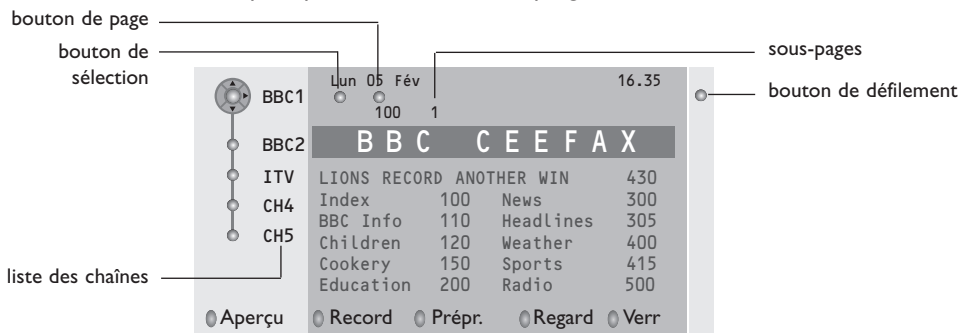 bouton de page
bouton de
sélection
sous-pages
bouton de défilement
liste des chaînes
Lun 05 Fév 16.35
100 1
BBC1
BBC2
ITV
CH4
CH5
BBC CEEFAX
LIONS RECORD ANOTHER WIN 430
Index 100 News 300
BBC Info 110 Headlines 305
Children 120 Weather 400
Cookery 150 Sports 415
Education 200 Radio 500
Aperçu Record Prépr. Regard Verr